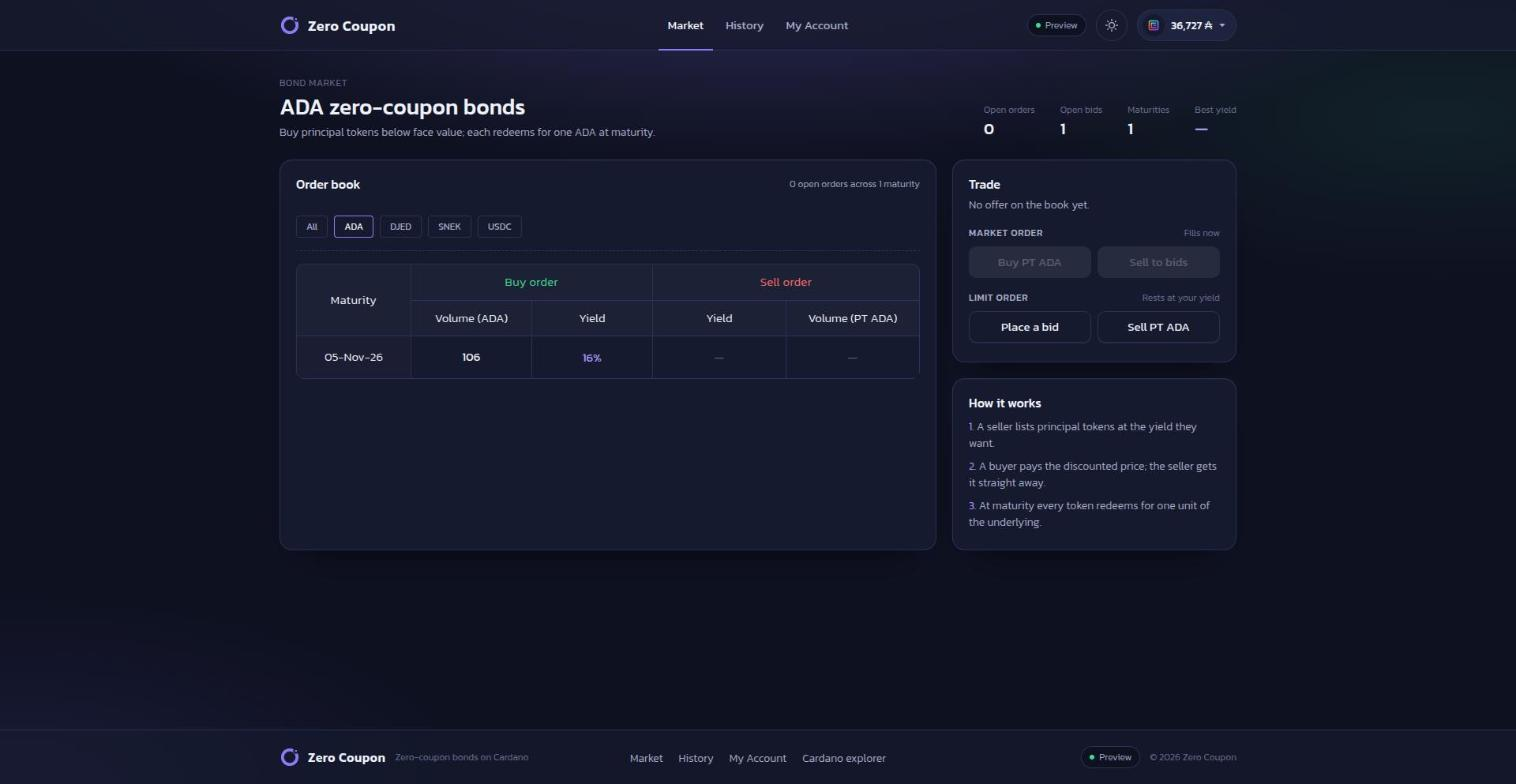 Zero Coupon
Market History My Account
Preview
36,727 ₳
BOND MARKET
ADA zero-coupon bonds
Buy principal tokens below face value; each redeems for one ADA at maturity.
Open orders Open bids Maturities Best yield
0 1 1 —
Order book
0 open orders across 1 maturity
All ADA DJED SNEK USDC
Maturity Buy order Sell order
Volume (ADA) Yield Yield Volume (PT ADA)
05-Nov-26 106 16% — —
Trade
No offer on the book yet.
MARKET ORDER Fills now
Buy PT ADA Sell to bids
LIMIT ORDER Rests at your yield
Place a bid Sell PT ADA
How it works
1. A seller lists principal tokens at the yield they
want.
2. A buyer pays the discounted price; the seller gets
it straight away.
3. At maturity every token redeems for one unit of
the underlying.
Zero Coupon Zero-coupon bonds on Cardano
Market History My Account Cardano explorer
Preview © 2026 Zero Coupon